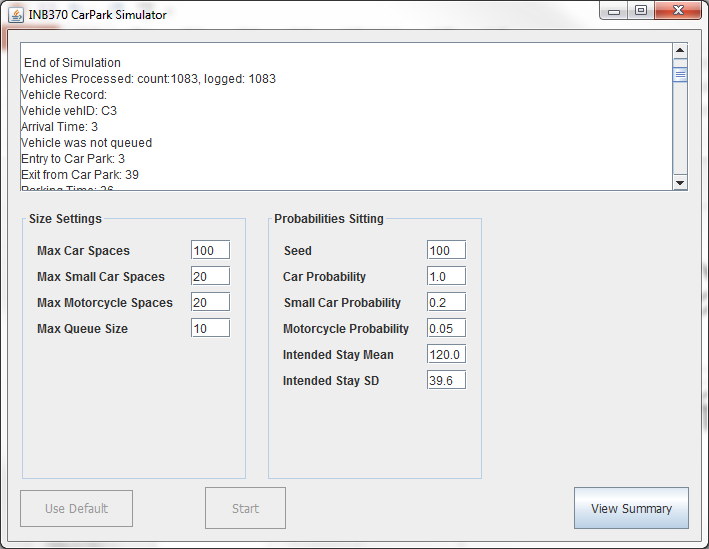 INB370 CarPark Simulator
End of Simulation
Vehicles Processed: count:1083, logged: 1083
Vehicle Record:
Vehicle vehID: C3
Arrival Time: 3
Vehicle was not queued
Entry to Car Park: 3
Exit from Car Park: 39
Parking Time: 36
Size Settings
Max Car Spaces 100
Max Small Car Spaces 20
Max Motorcycle Spaces 20
Max Queue Size 10
Probabilities Sitting
Seed 100
Car Probability 1.0
Small Car Probability 0.2
Motorcycle Probability 0.05
Intended Stay Mean 120.0
Intended Stay SD 39.6
Use Default
Start
View Summary